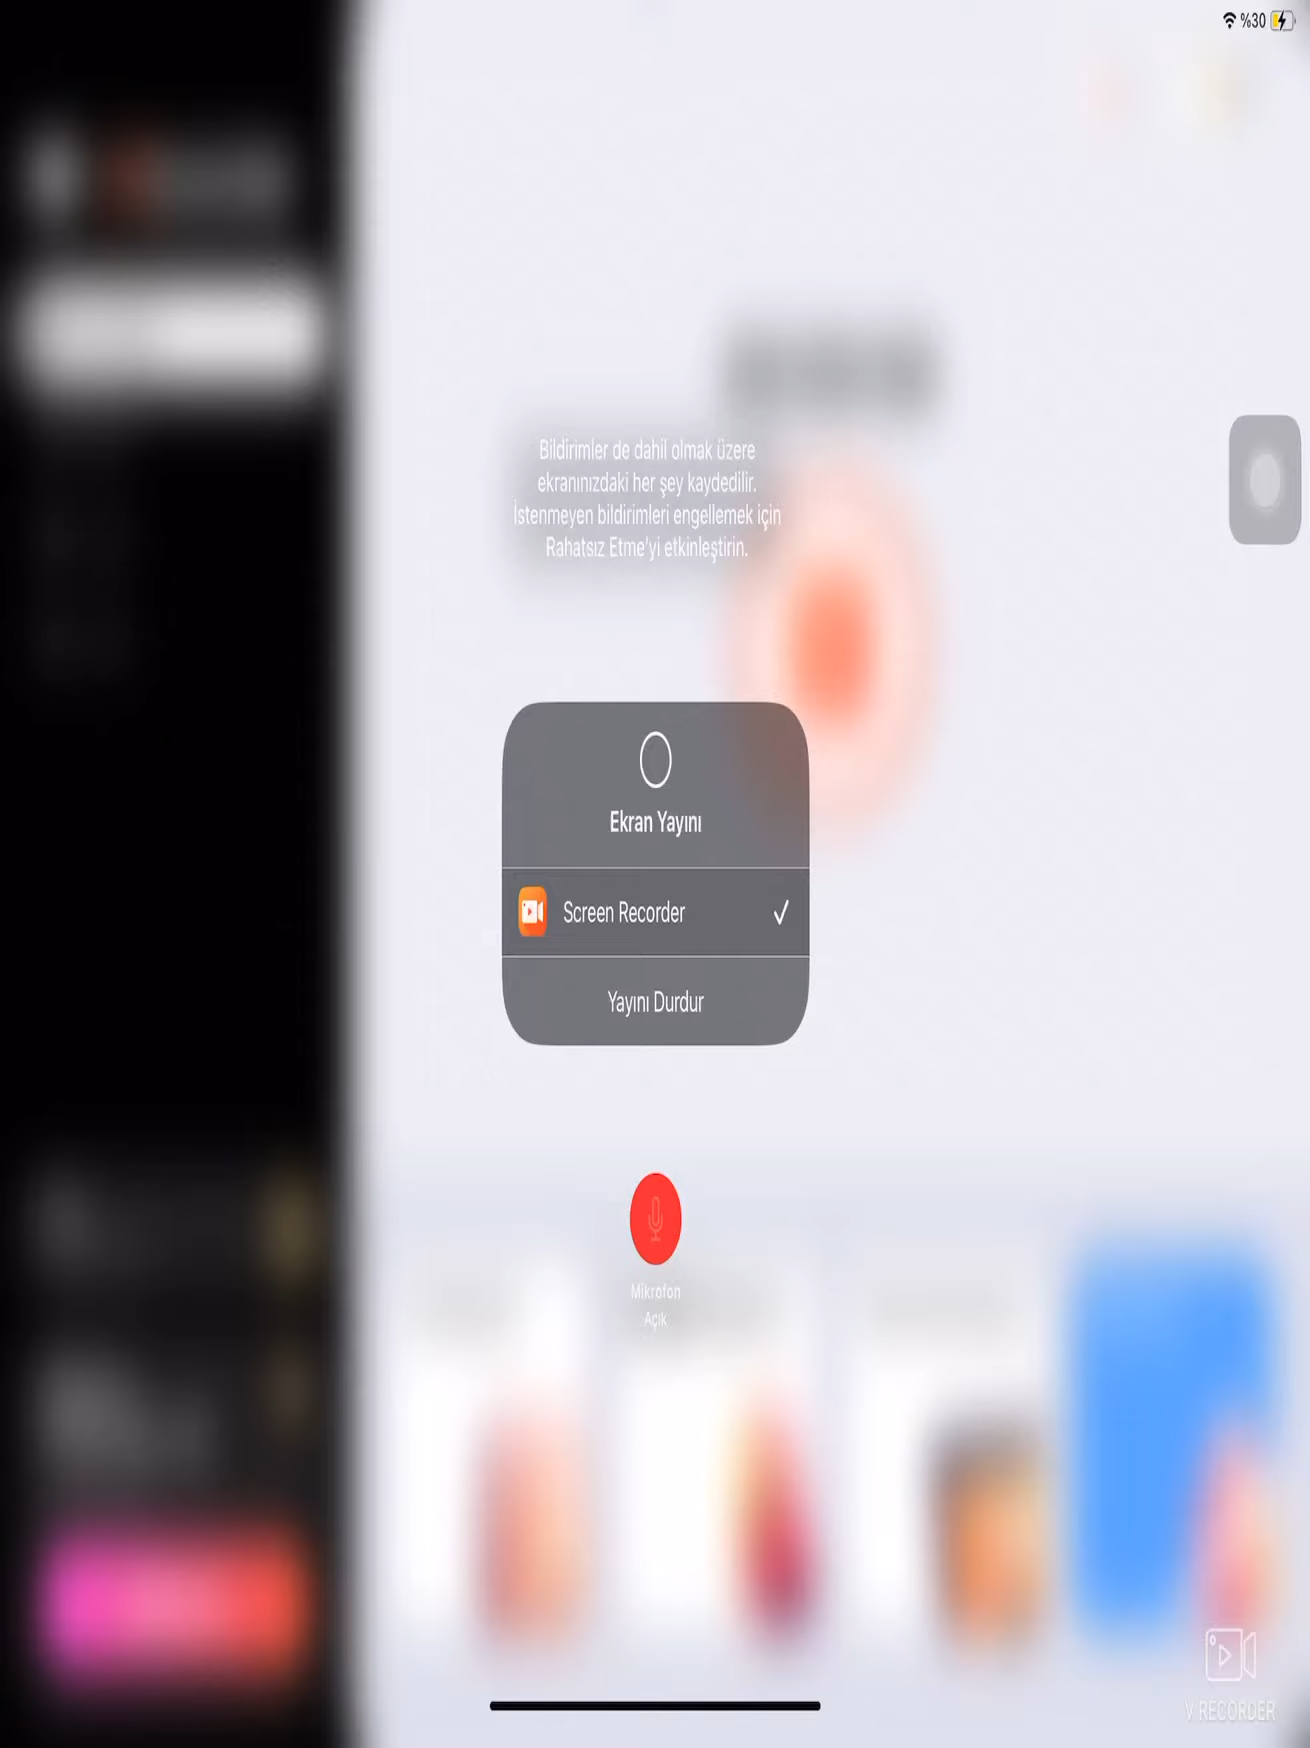 %30
Bildirimler de dahil olmak üzere
ekranınızdaki her şey kaydedilir.
İstenmeyen bildirimleri engellemek için
Rahatsız Etme'yi etkinleştirin.
Ekran Yayını
Screen Recorder
Yayını Durdur
Mikrofon
Açık
V RECORDER